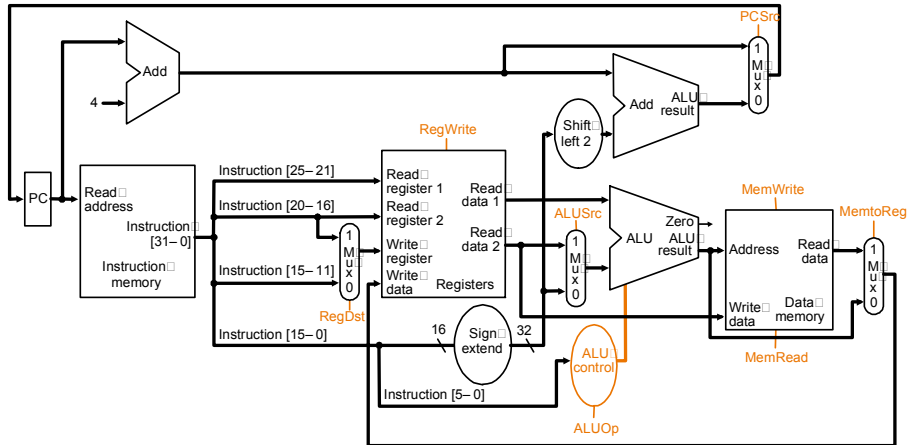 PCSrc
1
M
u
x
0
Add
4
Add
ALU
result
Shift
left 2
RegWrite
PC
Read
address
Instruction
[31–0]
Instruction
memory
Instruction [25–21]
Instruction [20–16]
Instruction [15–11]
Instruction [15–0]
Instruction [5–0]
1
M
u
x
0
RegDst
Read
register 1
Read
register 2
Write
register
Write
data
Read
data 1
Read
data 2
Registers
16
Sign
extend
32
ALUSrc
1
M
u
x
0
Zero
ALU
ALU
result
ALU
control
ALUOp
MemWrite
Address
Read
data
Write
data
Data
memory
MemRead
MemtoReg
1
M
u
x
0